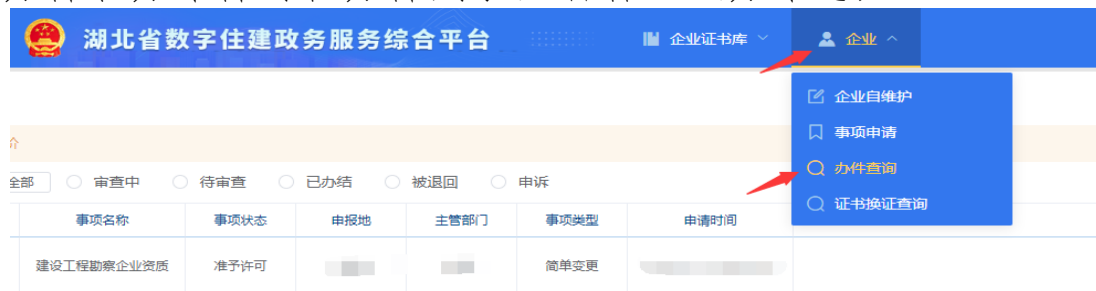 湖北省数字住建政务服务综合平台 企业证书库 企业
企业自维护
事项申请
办件查询
证书换证查询
全部 审查中 待审查 已办结 被退回 申诉
事项名称 事项状态 申报地 主管部门 事项类型 申请时间
建设工程勘察企业资质 准予许可 简单变更